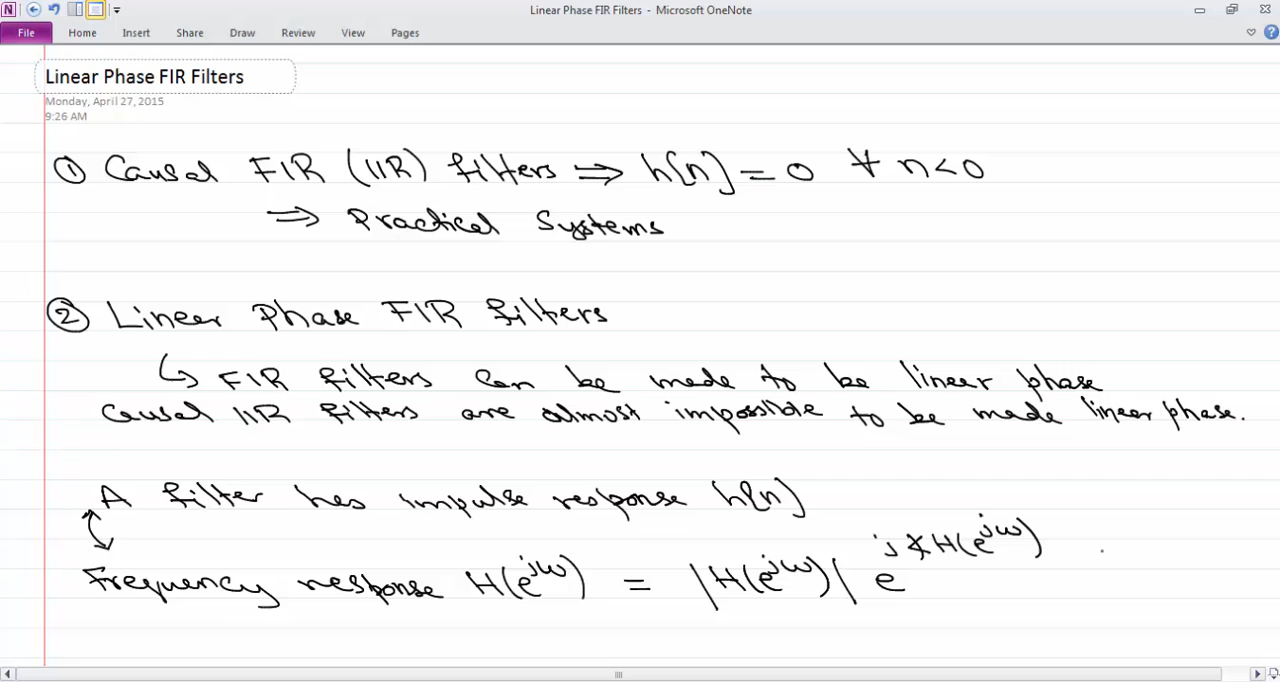 Linear Phase FIR Filters - Microsoft OneNote
File Home Insert Share Draw Review View Pages
Linear Phase FIR Filters
Monday, April 27, 2015
9:26 AM
① Causal FIR (IIR) filters ⇒ h[n] = 0 ∀ n < 0
⇒ Practical Systems
② Linear Phase FIR filters
↳ FIR filters can be made to be linear phase
Causal IIR filters are almost impossible to be made linear phase.
A filter has impulse response h[n]
Frequency response H(e^{jω}) = |H(e^{jω})| e^{j∡H(e^{jω})}